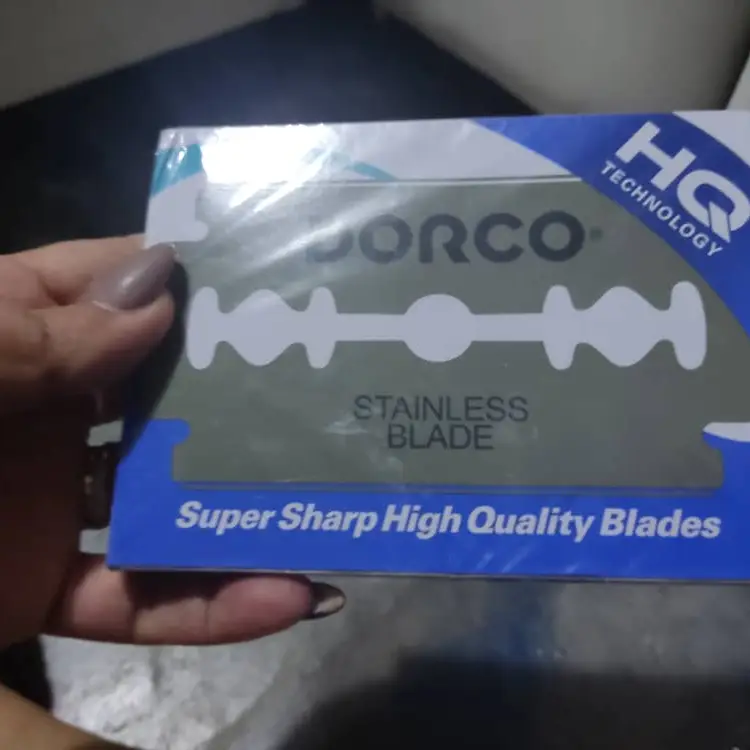 HQ
TECHNOLOGY
DORCO
STAINLESS
BLADE
Super Sharp High Quality Blades